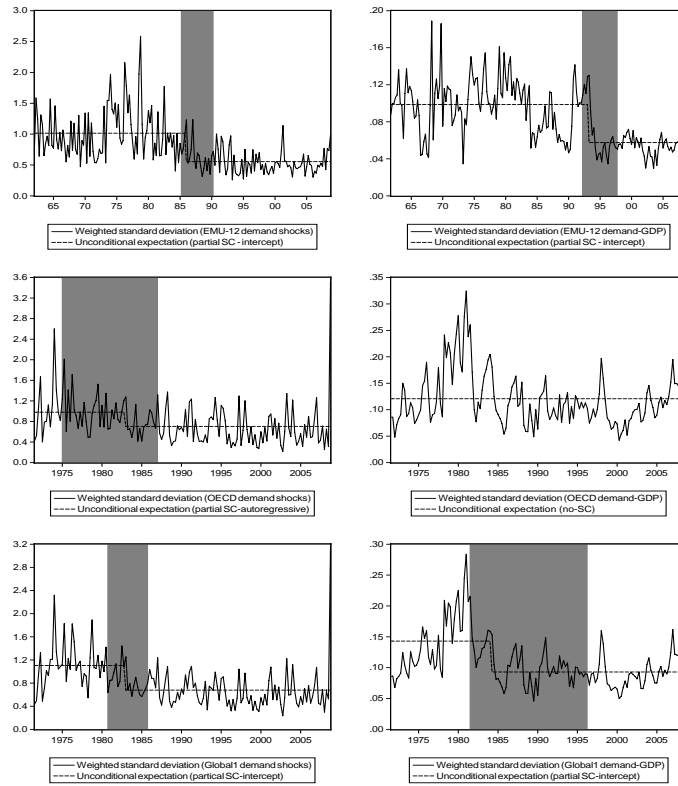 3.0
2.5
2.0
1.5
1.0
0.5
0.0
65 70 75 80 85 90 95 00 05
Weighted standard deviation (EMU-12 demand shocks)
Unconditional expectation (partial SC - intercept)
.20
.16
.12
.08
.04
.00
65 70 75 80 85 90 95 00 05
Weighted standard deviation (EMU-12 demand-GDP)
Unconditional expectation (partial SC - intercept)
3.6
3.0
2.4
1.8
1.2
0.6
0.0
1975 1980 1985 1990 1995 2000 2005
Weighted standard deviation (OECD demand shocks)
Unconditional expectation (partial SC-autoregressive)
.35
.30
.25
.20
.15
.10
.05
.00
1975 1980 1985 1990 1995 2000 2005
Weighted standard deviation (OECD demand-GDP)
Unconditional expectation (no-SC)
3.2
2.8
2.4
2.0
1.6
1.2
0.8
0.4
0.0
1975 1980 1985 1990 1995 2000 2005
Weighted standard deviation (Global1 demand shocks)
Unconditional expectation (partical SC-intercept)
.30
.25
.20
.15
.10
.05
.00
1975 1980 1985 1990 1995 2000 2005
Weighted standard deviation (Global1 demand-GDP)
Unconditional expectation (partial SC-intercept)